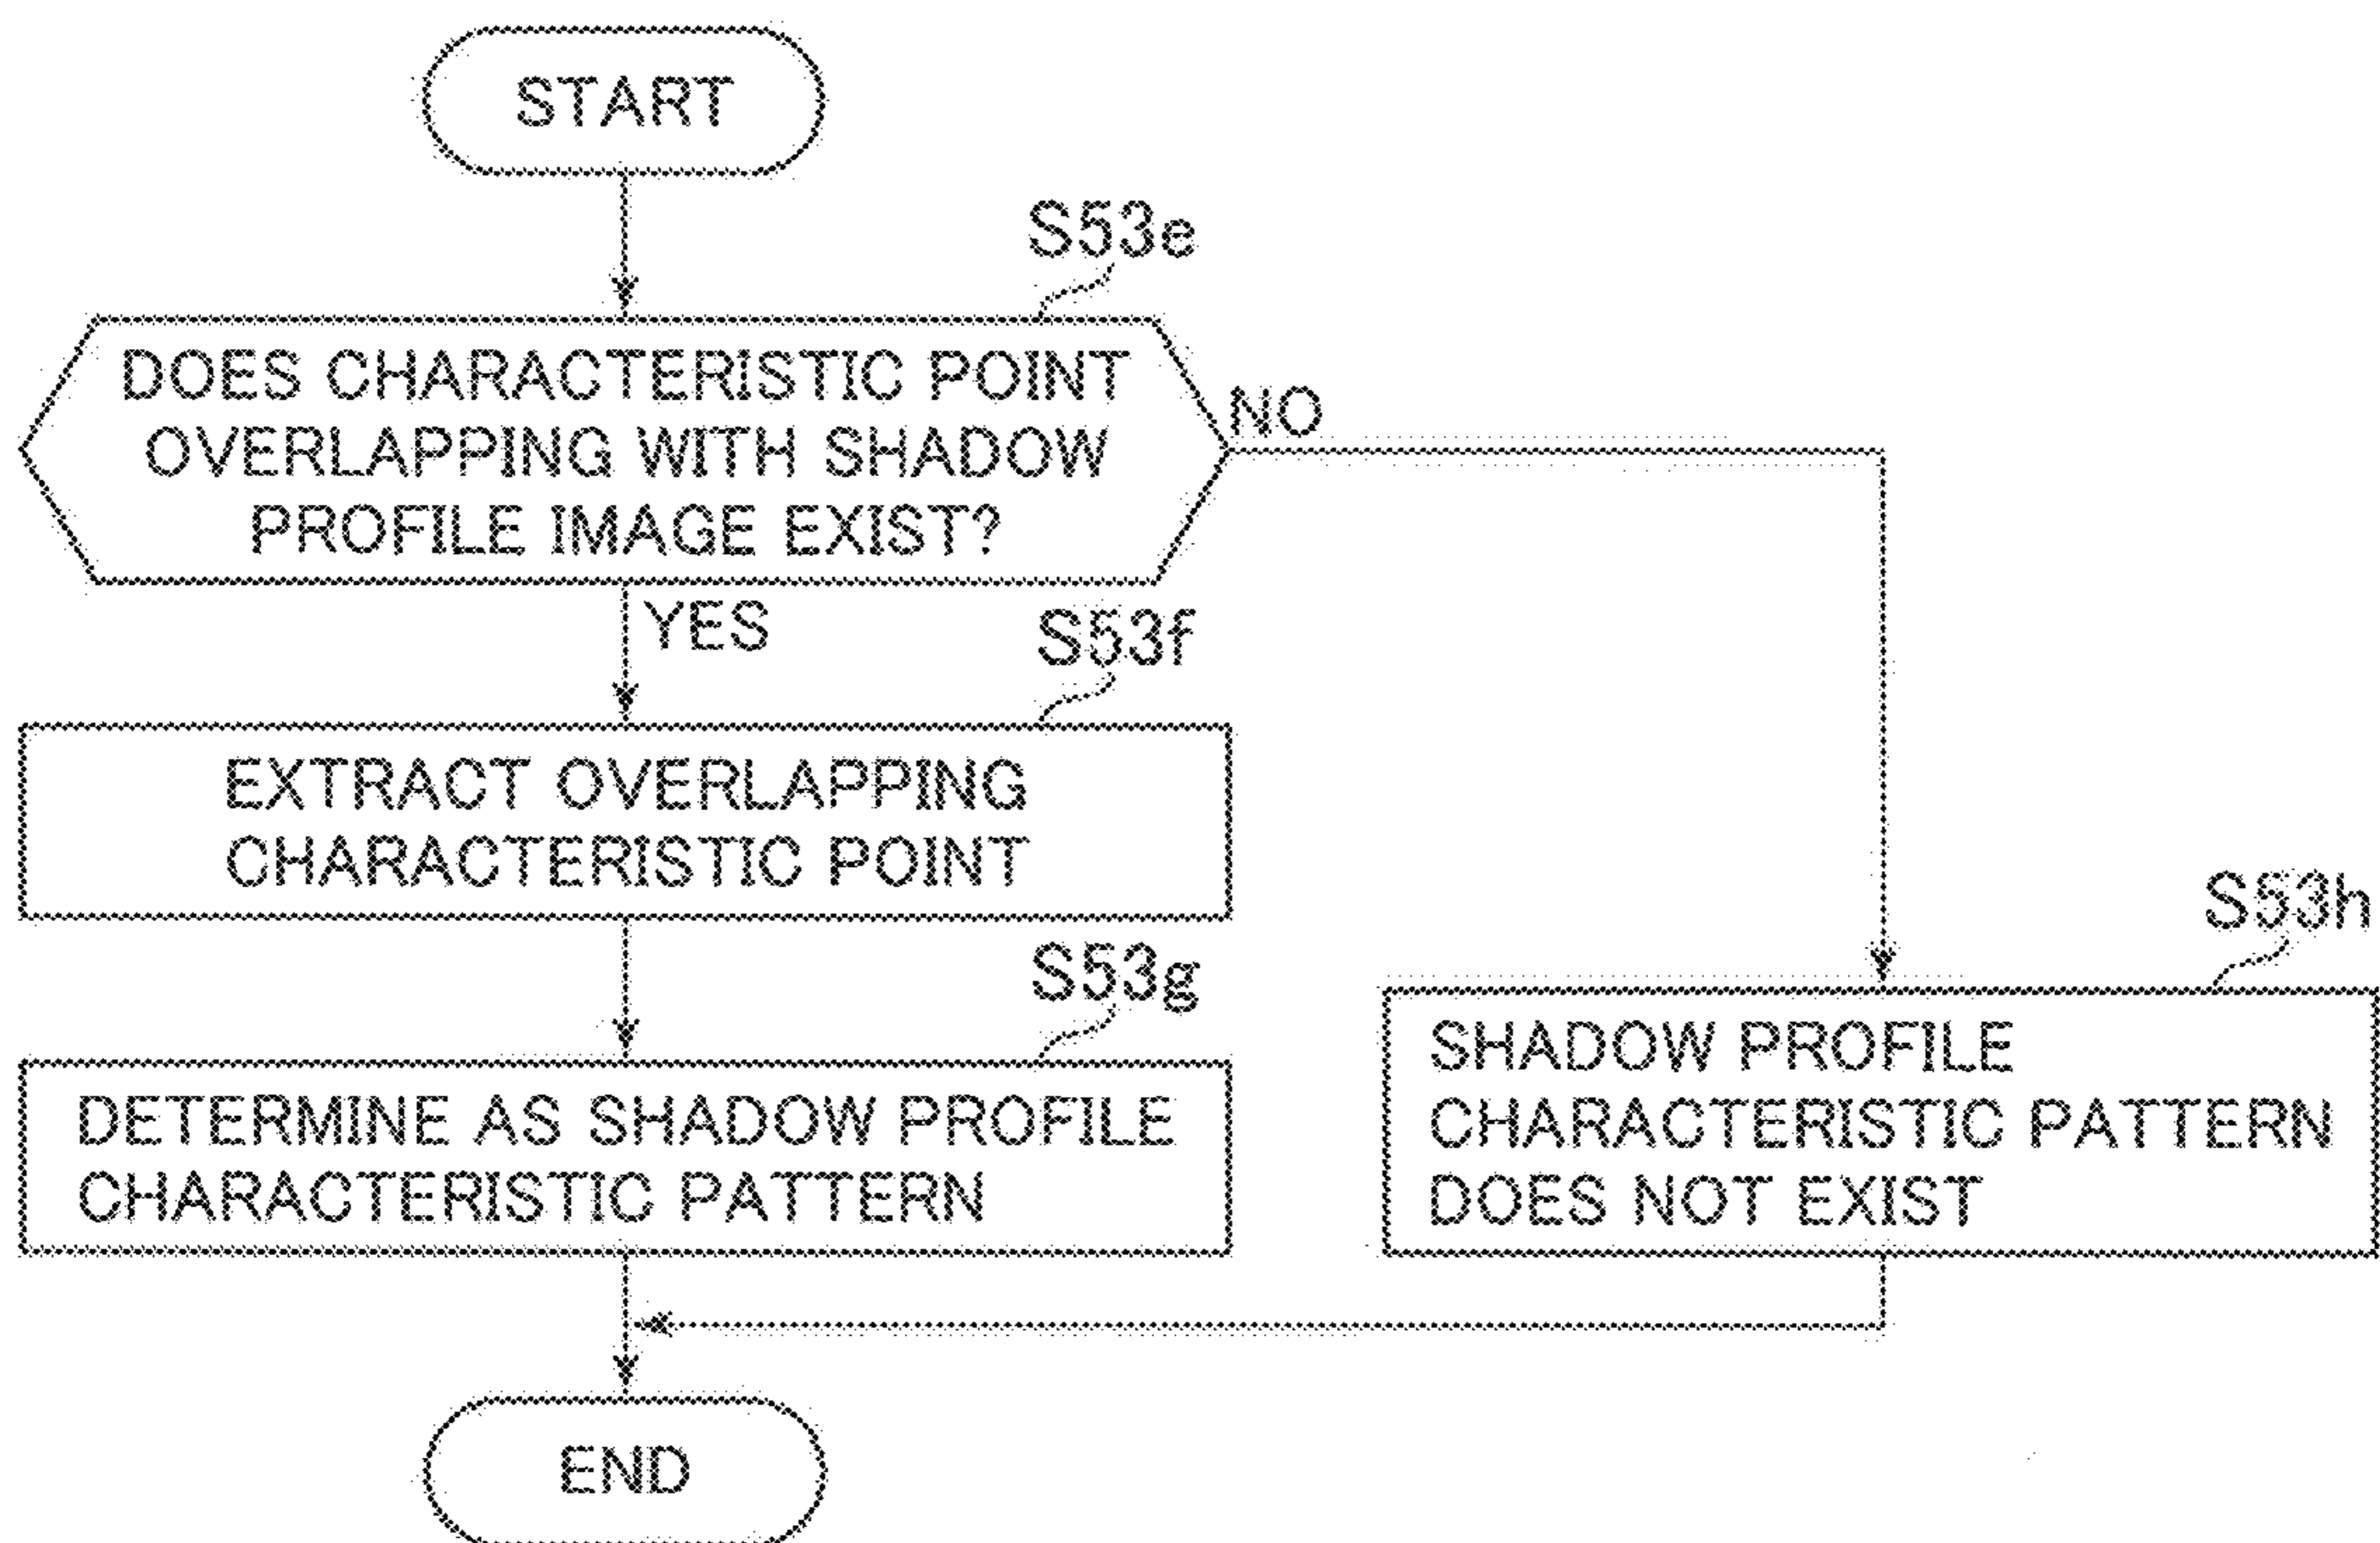 START
S53e
DOES CHARACTERISTIC POINT
OVERLAPPING WITH SHADOW
PROFILE IMAGE EXIST?
NO
YES
S53f
EXTRACT OVERLAPPING
CHARACTERISTIC POINT
S53g
DETERMINE AS SHADOW PROFILE
CHARACTERISTIC PATTERN
S53h
SHADOW PROFILE
CHARACTERISTIC PATTERN
DOES NOT EXIST
END